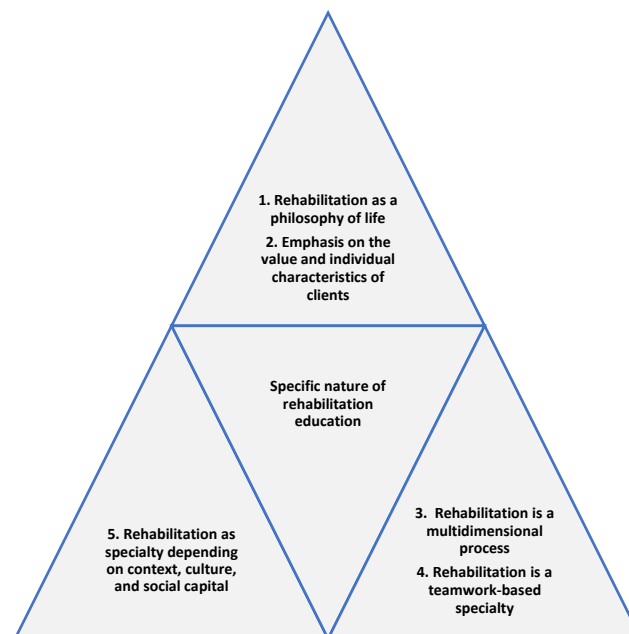 1. Rehabilitation as a
philosophy of life
2. Emphasis on the
value and individual
characteristics of
clients
Specific nature of
rehabilitation
education
5. Rehabilitation as
specialty depending
on context, culture,
and social capital
3. Rehabilitation is a
multidimensional
process
4. Rehabilitation is a
teamwork-based
specialty